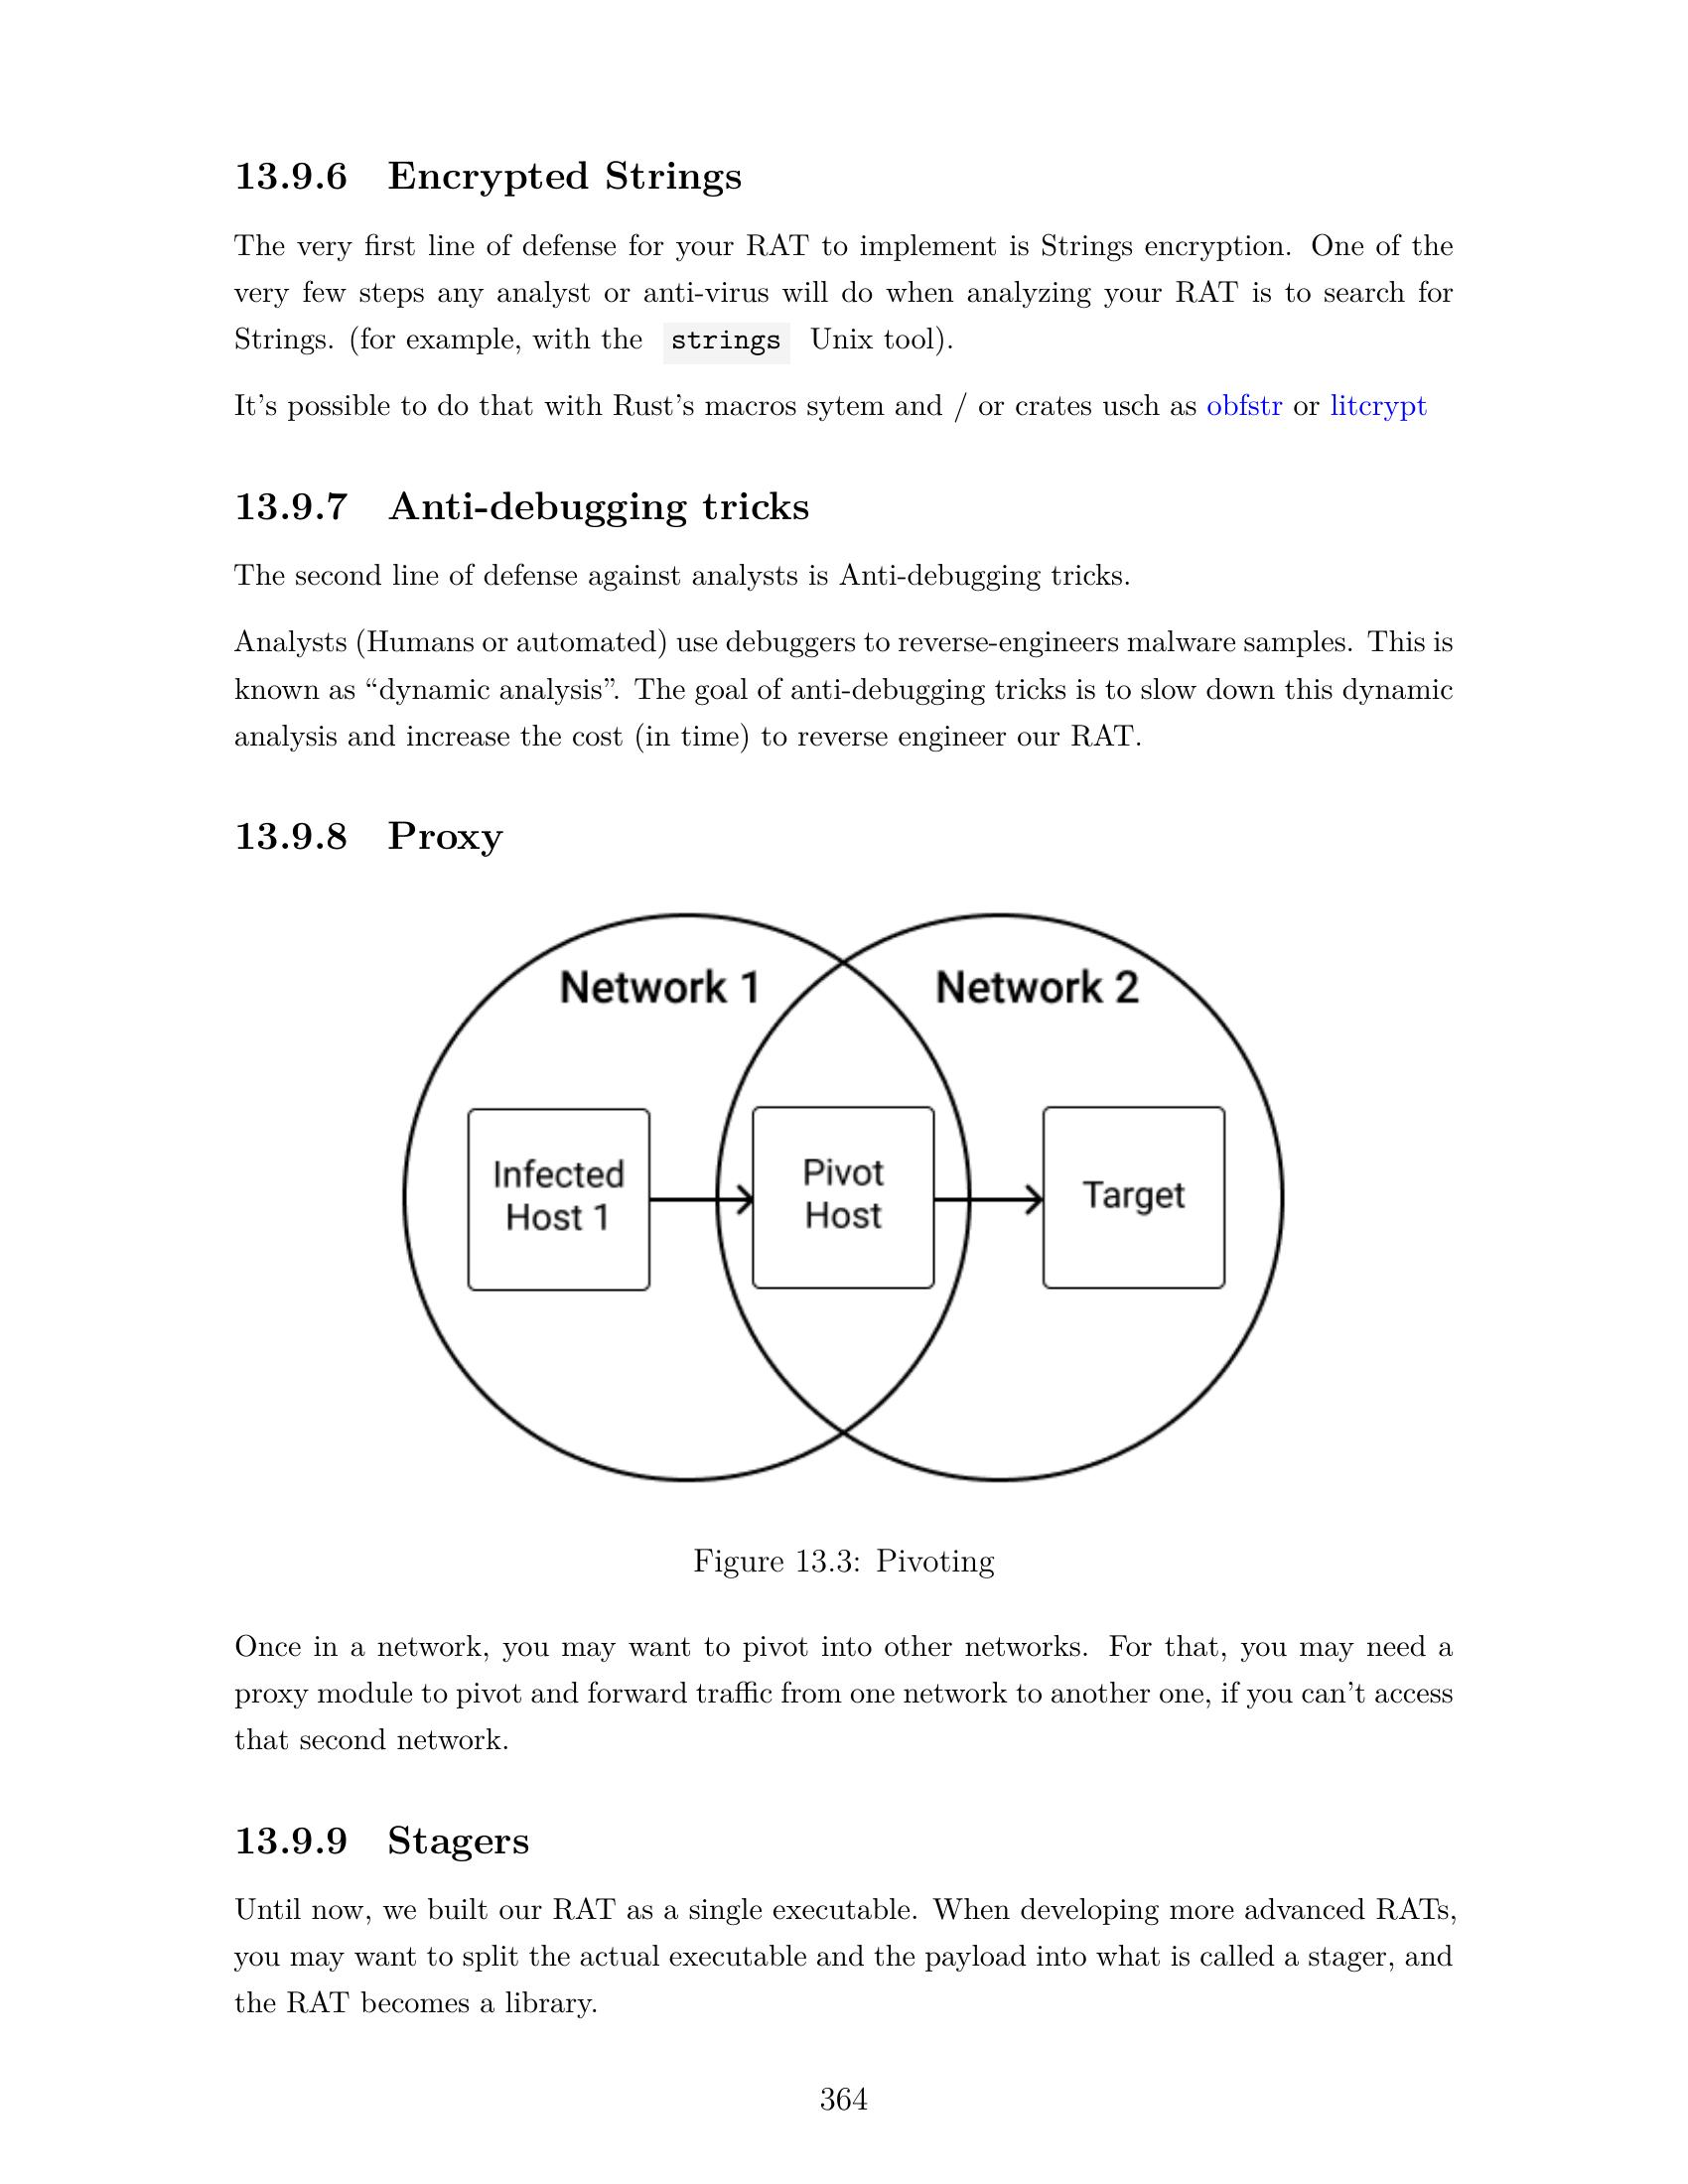 13.9.6 Encrypted Strings
The very first line of defense for your RAT to implement is Strings encryption. One of the
very few steps any analyst or anti-virus will do when analyzing your RAT is to search for
Strings. (for example, with the strings Unix tool).
It's possible to do that with Rust's macros sytem and / or crates usch as obfstr or litcrypt
13.9.7 Anti-debugging tricks
The second line of defense against analysts is Anti-debugging tricks.
Analysts (Humans or automated) use debuggers to reverse-engineers malware samples. This is
known as “dynamic analysis”. The goal of anti-debugging tricks is to slow down this dynamic
analysis and increase the cost (in time) to reverse engineer our RAT.
13.9.8 Proxy
Network 1 Network 2
Infected
Host 1
Pivot
Host
Target
Figure 13.3: Pivoting
Once in a network, you may want to pivot into other networks. For that, you may need a
proxy module to pivot and forward traffic from one network to another one, if you can't access
that second network.
13.9.9 Stagers
Until now, we built our RAT as a single executable. When developing more advanced RATs,
you may want to split the actual executable and the payload into what is called a stager, and
the RAT becomes a library.
364